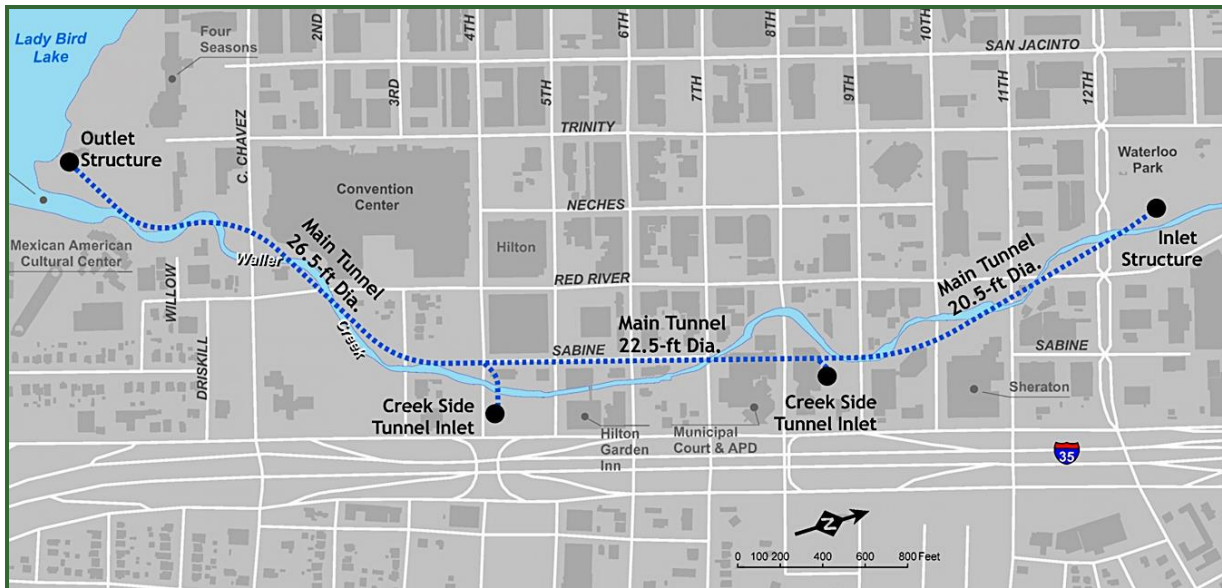 Lady Bird
Lake
Four
Seasons
2ND
3RD
4TH
5TH
6TH
7TH
8TH
9TH
10TH
11TH
12TH
SAN JACINTO
Outlet
Structure
C. CHAVEZ
TRINITY
Convention
Center
NECHES
Waterloo
Park
Mexican American
Cultural Center
Waller
Creek
Main Tunnel
26.5-ft Dia.
Hilton
RED RIVER
Main Tunnel
20.5-ft Dia.
Inlet
Structure
WILLOW
DRISKILL
SABINE
Main Tunnel
22.5-ft Dia.
SABINE
Sheraton
Creek Side
Tunnel Inlet
Hilton
Garden
Inn
Municipal
Court & APD
Creek Side
Tunnel Inlet
35
N
0 100 200 400 600 800 Feet